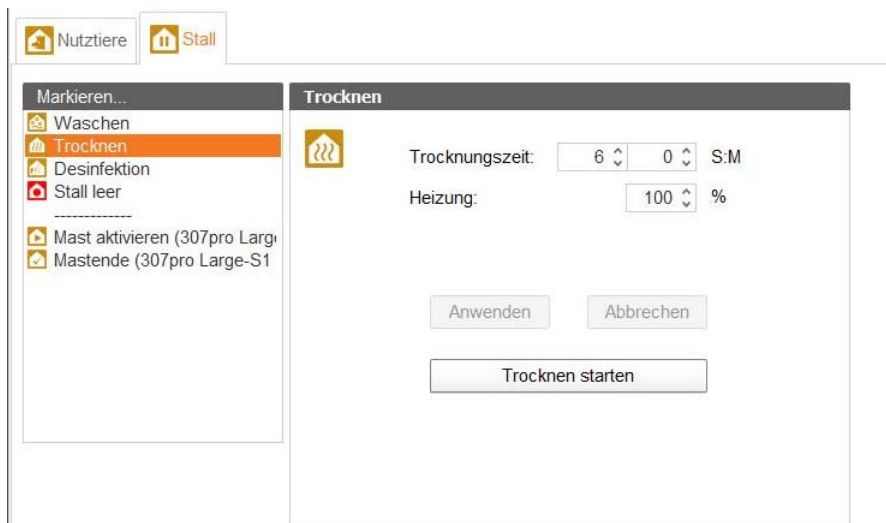 Nutztiere
Stall
Markieren...
Waschen
Trocknen
Desinfektion
Stall leer
-------------
Mast aktivieren (307pro Large
Mastende (307pro Large-S1
Trocknen
Trocknungszeit: 6 0 S:M
Heizung: 100 %
Anwenden Abbrechen
Trocknen starten